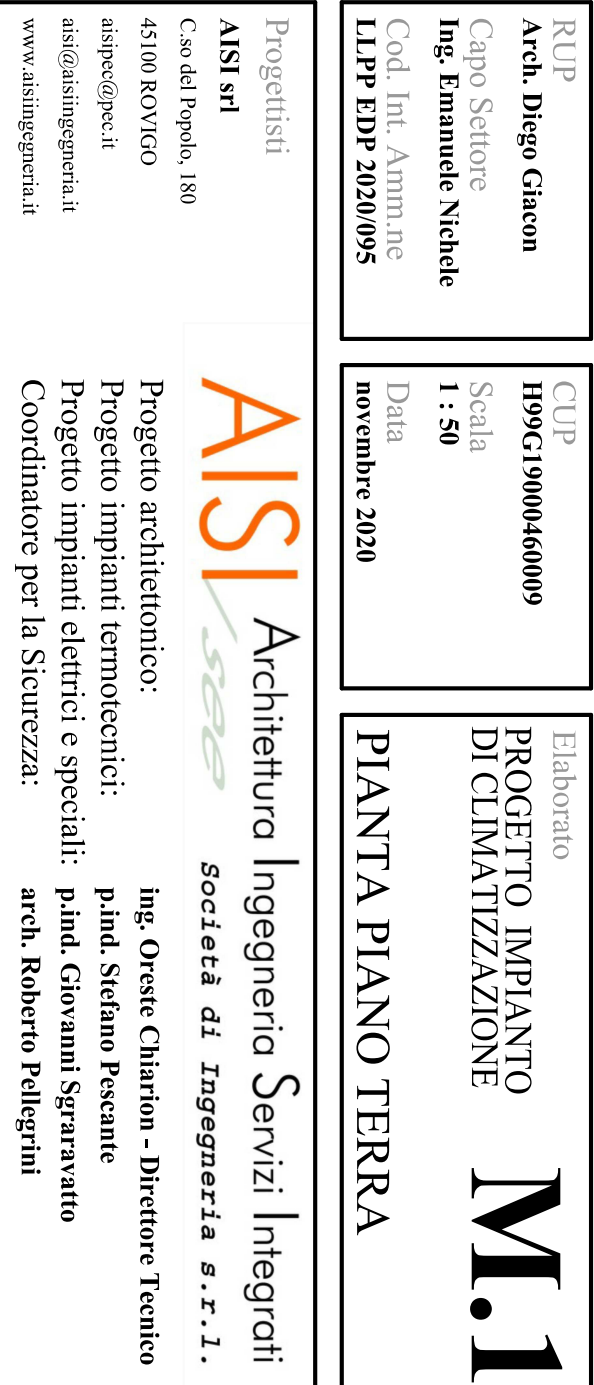 RUP
Arch. Diego Giacon
Capo Settore
Ing. Emanuele Nichele
Cod. Int. Amm.ne
LLPP EDP 2020/095
CUP
H99G19000460009
Scala
1 : 50
Data
novembre 2020
Elaborato
PROGETTO IMPIANTO
DI CLIMATIZZAZIONE
M.1
PIANTA PIANO TERRA
Progettisti
AISI srl
C.so del Popolo, 180
45100 ROVIGO
aisipec@pec.it
aisi@aisiingegneria.it
www.aisiingegneria.it
AISI Architettura Ingegneria Servizi Integrati
/seo Società di Ingegneria s.r.l.
Progetto architettonico: ing. Oreste Chiarion - Direttore Tecnico
Progetto impianti termotecnici: p.ind. Stefano Pescante
Progetto impianti elettrici e speciali: p.ind. Giovanni Sgraravatto
Coordinatore per la Sicurezza: arch. Roberto Pellegrini